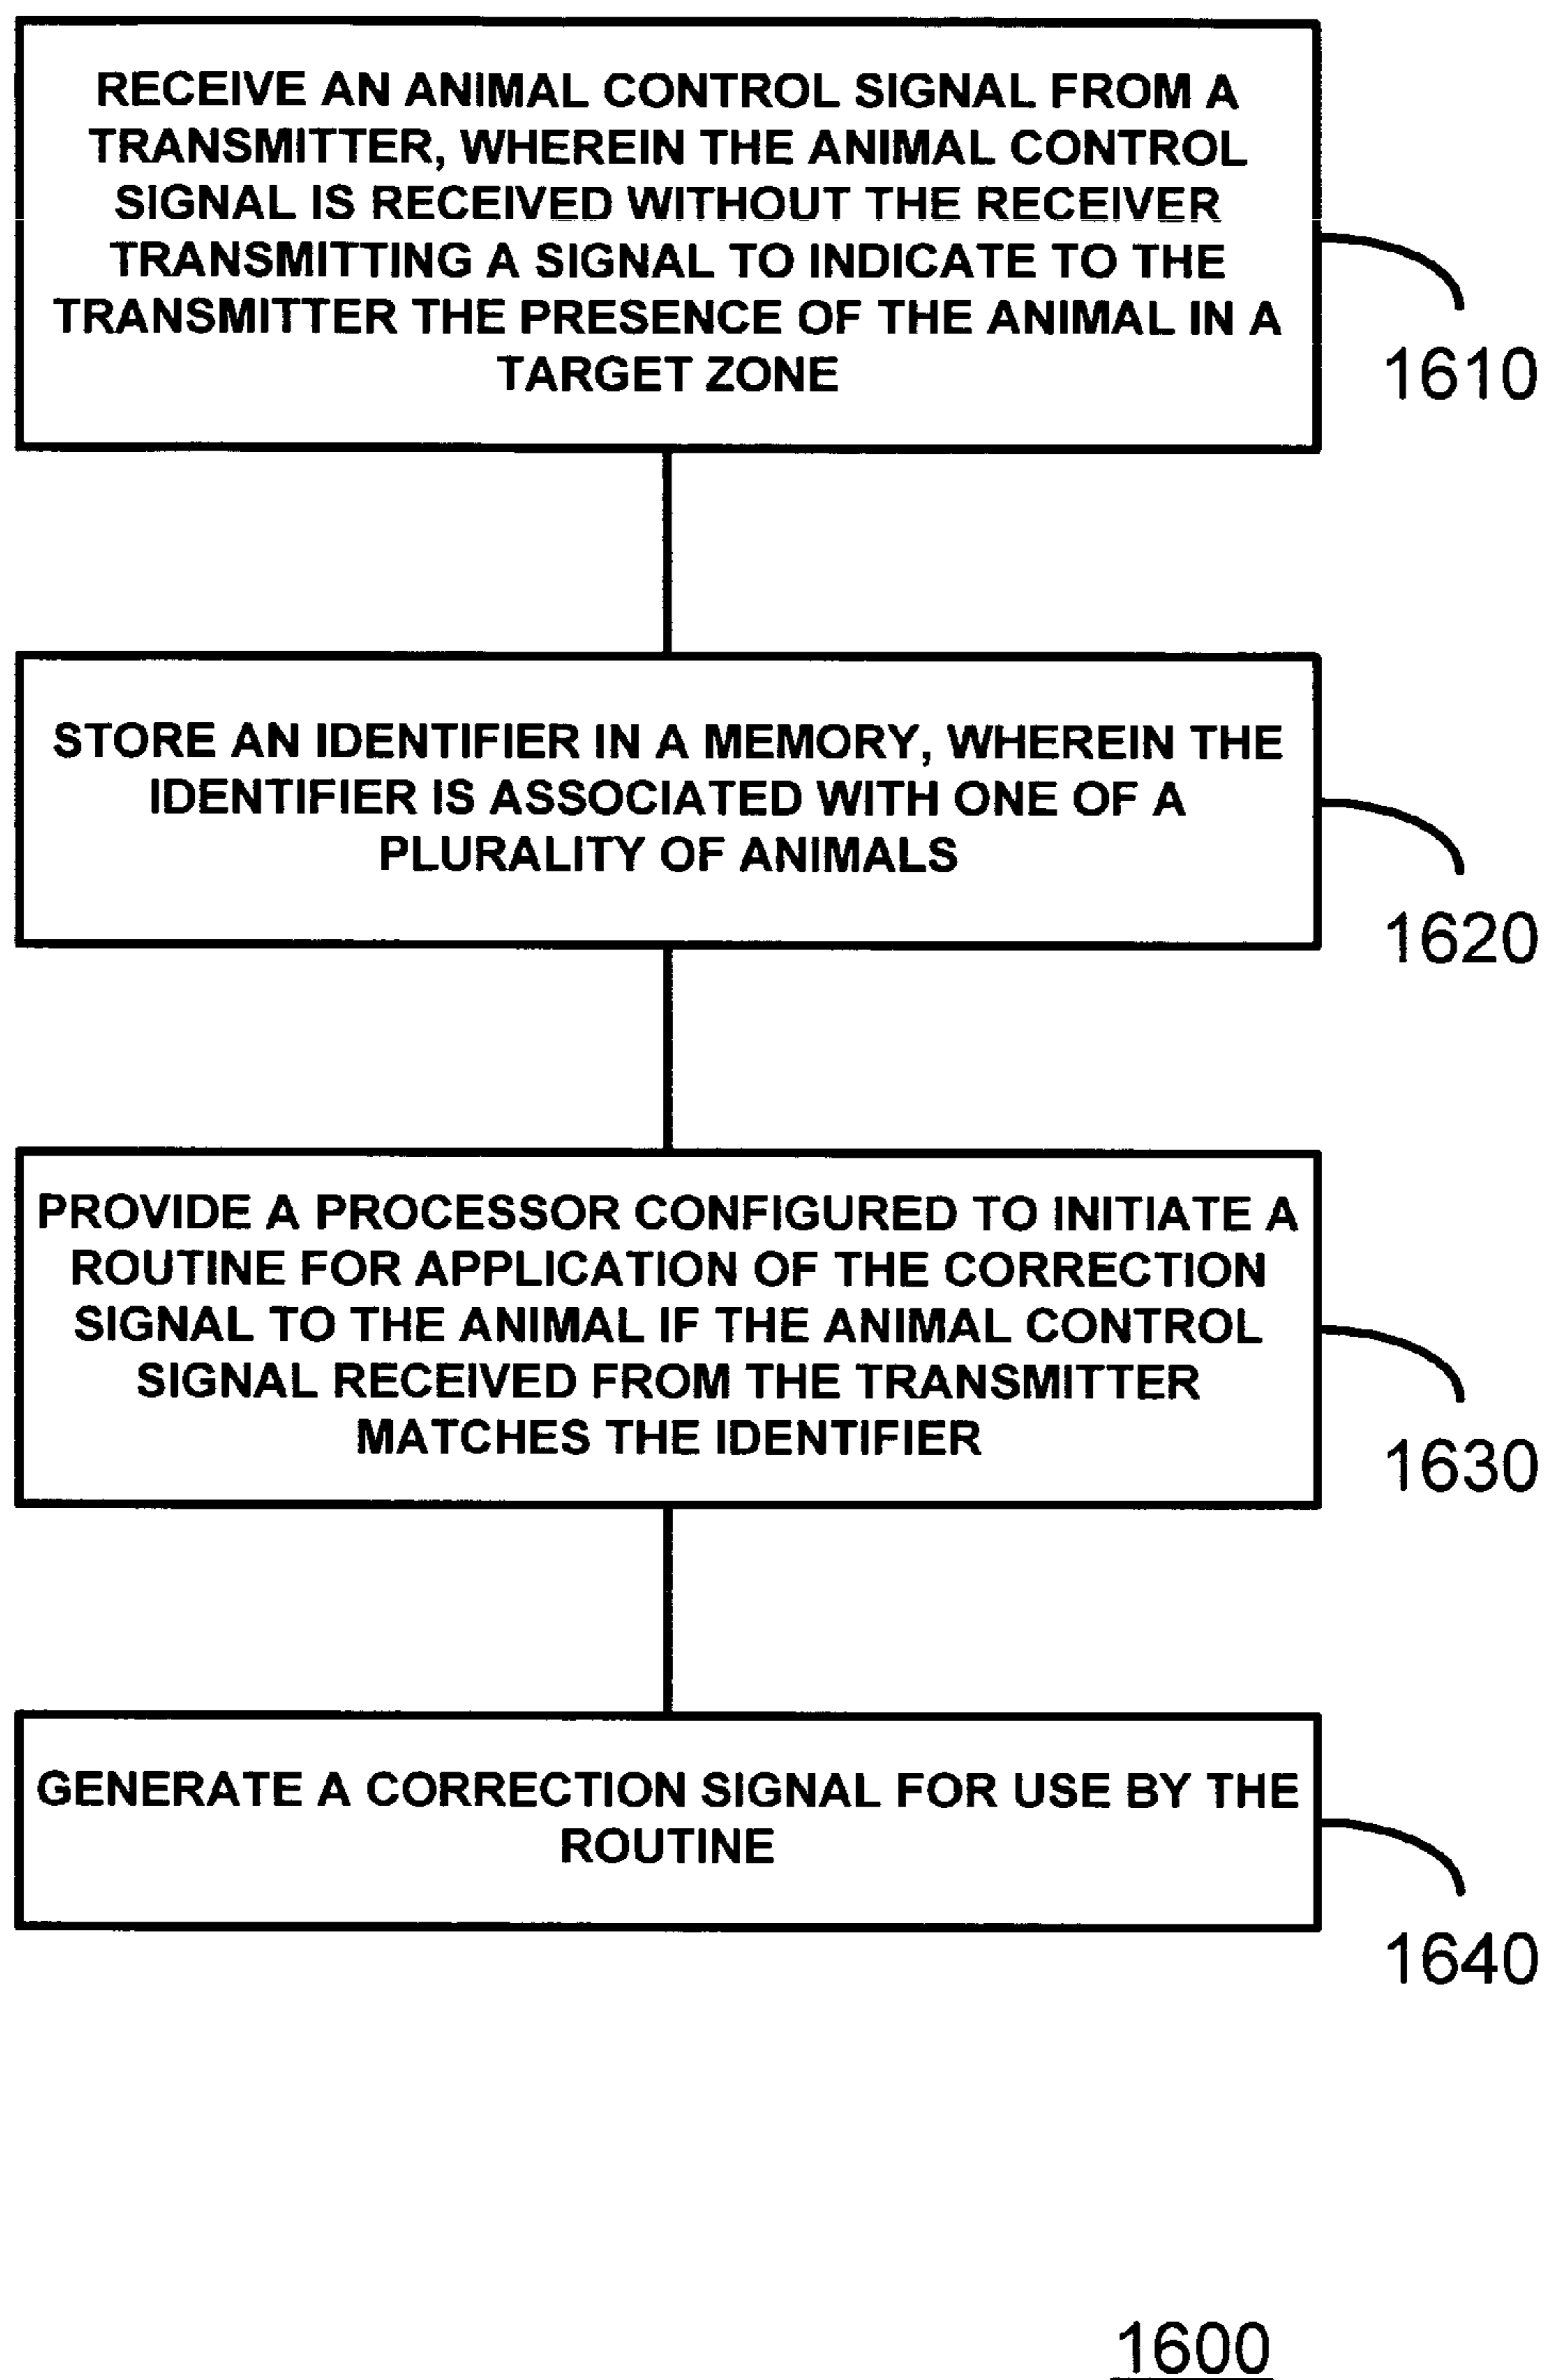 RECEIVE AN ANIMAL CONTROL SIGNAL FROM A
TRANSMITTER, WHEREIN THE ANIMAL CONTROL
SIGNAL IS RECEIVED WITHOUT THE RECEIVER
TRANSMITTING A SIGNAL TO INDICATE TO THE
TRANSMITTER THE PRESENCE OF THE ANIMAL IN A
TARGET ZONE
1610
STORE AN IDENTIFIER IN A MEMORY, WHEREIN THE
IDENTIFIER IS ASSOCIATED WITH ONE OF A
PLURALITY OF ANIMALS
1620
PROVIDE A PROCESSOR CONFIGURED TO INITIATE A
ROUTINE FOR APPLICATION OF THE CORRECTION
SIGNAL TO THE ANIMAL IF THE ANIMAL CONTROL
SIGNAL RECEIVED FROM THE TRANSMITTER
MATCHES THE IDENTIFIER
1630
GENERATE A CORRECTION SIGNAL FOR USE BY THE
ROUTINE
1640
1600